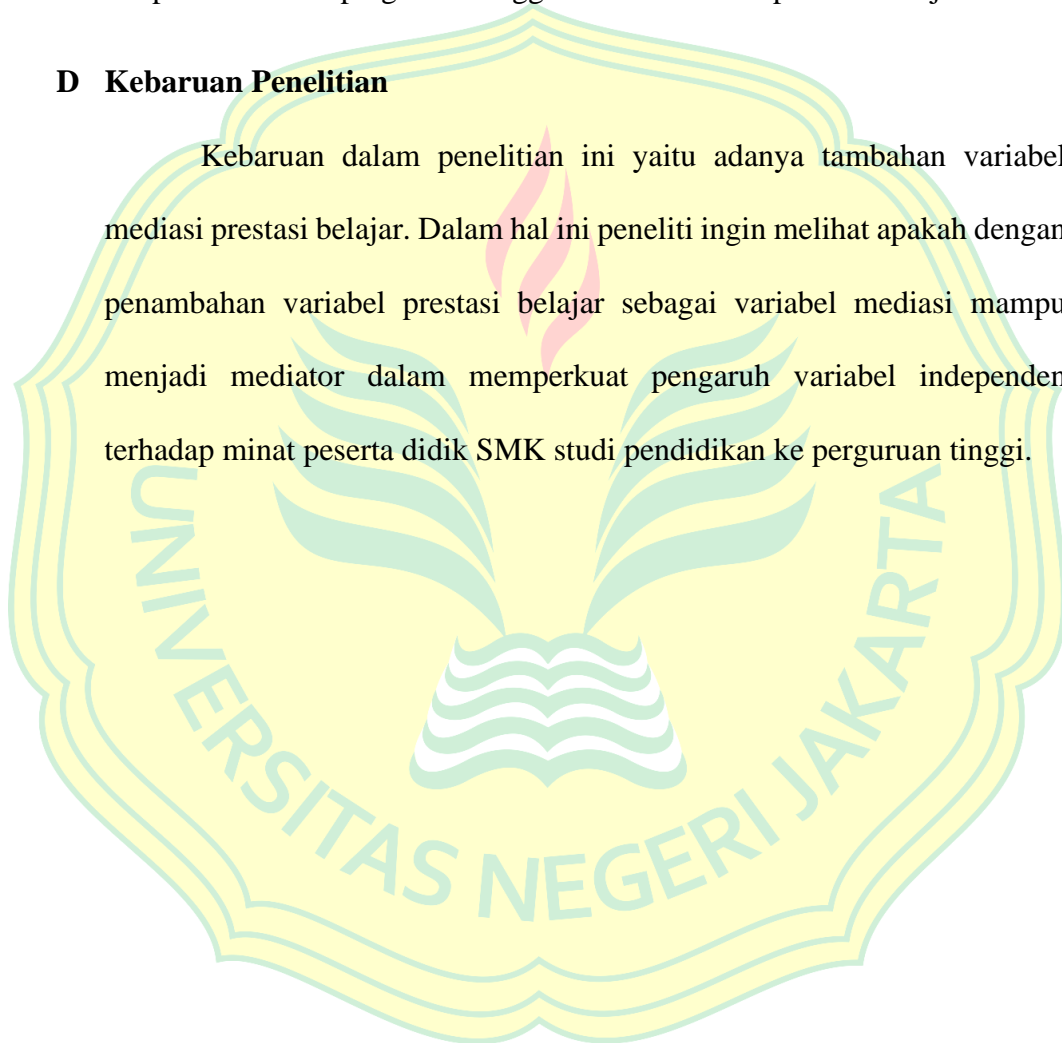 D Kebaruan Penelitian
Kebaruan dalam penelitian ini yaitu adanya tambahan variabel
mediasi prestasi belajar. Dalam hal ini peneliti ingin melihat apakah dengan
penambahan variabel prestasi belajar sebagai variabel mediasi mampu
menjadi mediator dalam memperkuat pengaruh variabel independen
terhadap minat peserta didik SMK studi pendidikan ke perguruan tinggi.
UNIVERSITAS NEGERI JAKARTA